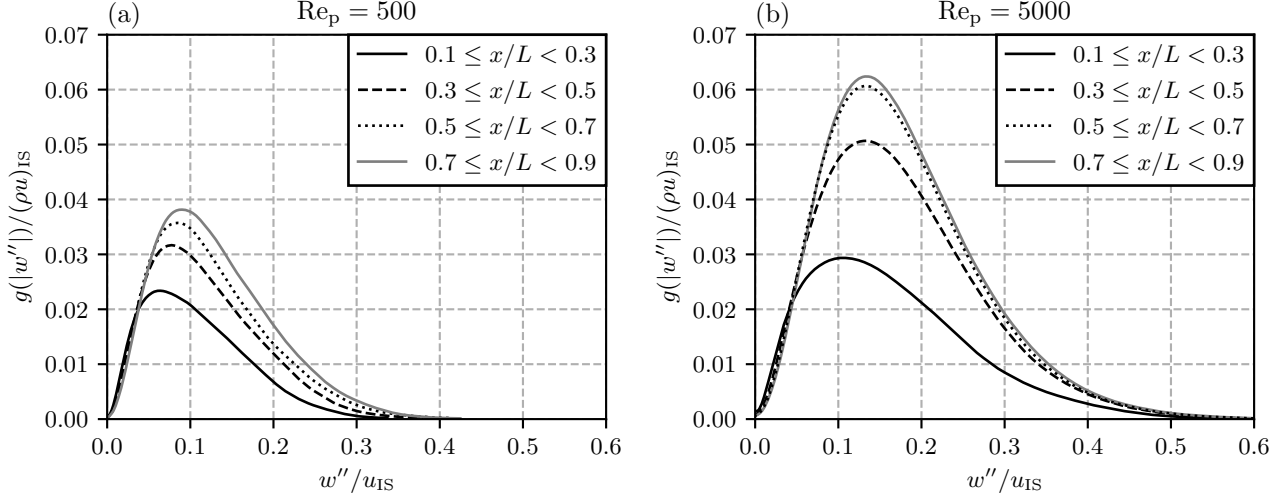 (a) Re_p = 500
0.07
0.06
0.05
0.04
0.03
0.02
0.01
0.00
g(|w″|)/(ρu)_IS
0.1 ≤ x/L < 0.3
0.3 ≤ x/L < 0.5
0.5 ≤ x/L < 0.7
0.7 ≤ x/L < 0.9
0.0 0.1 0.2 0.3 0.4 0.5 0.6
w″/u_IS
(b) Re_p = 5000
0.07
0.06
0.05
0.04
0.03
0.02
0.01
0.00
g(|w″|)/(ρu)_IS
0.1 ≤ x/L < 0.3
0.3 ≤ x/L < 0.5
0.5 ≤ x/L < 0.7
0.7 ≤ x/L < 0.9
0.0 0.1 0.2 0.3 0.4 0.5 0.6
w″/u_IS